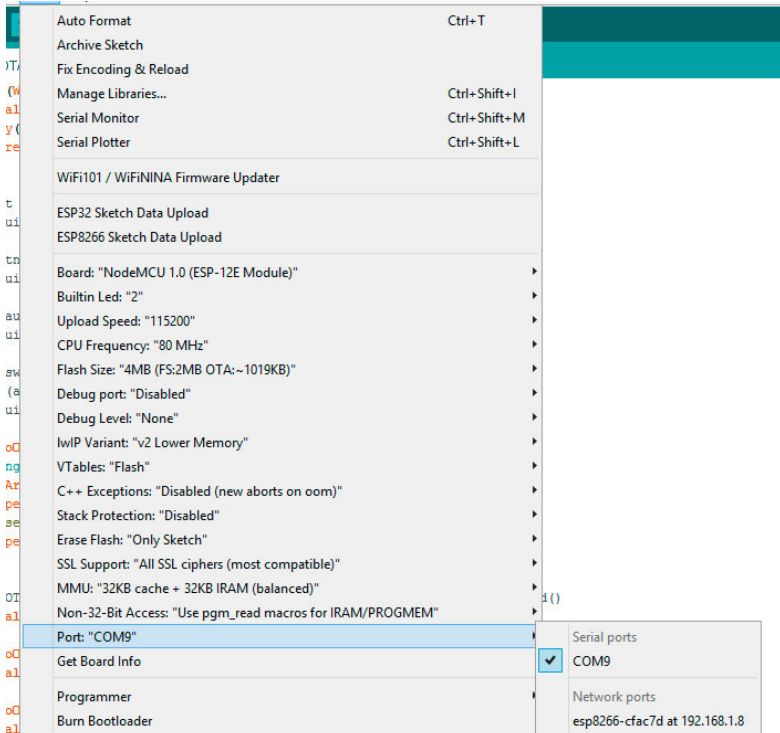 Auto Format Ctrl+T
Archive Sketch
Fix Encoding & Reload
Manage Libraries... Ctrl+Shift+I
Serial Monitor Ctrl+Shift+M
Serial Plotter Ctrl+Shift+L
WiFi101 / WiFiNINA Firmware Updater
ESP32 Sketch Data Upload
ESP8266 Sketch Data Upload
Board: "NodeMCU 1.0 (ESP-12E Module)"
Builtin Led: "2"
Upload Speed: "115200"
CPU Frequency: "80 MHz"
Flash Size: "4MB (FS:2MB OTA:~1019KB)"
Debug port: "Disabled"
Debug Level: "None"
IwIP Variant: "v2 Lower Memory"
VTables: "Flash"
C++ Exceptions: "Disabled (new aborts on oom)"
Stack Protection: "Disabled"
Erase Flash: "Only Sketch"
SSL Support: "All SSL ciphers (most compatible)"
MMU: "32KB cache + 32KB IRAM (balanced)"
Non-32-Bit Access: "Use pgm_read macros for IRAM/PROGMEM"
Port: "COM9"
Get Board Info
Programmer
Burn Bootloader
Serial ports
COM9
Network ports
esp8266-cfac7d at 192.168.1.8